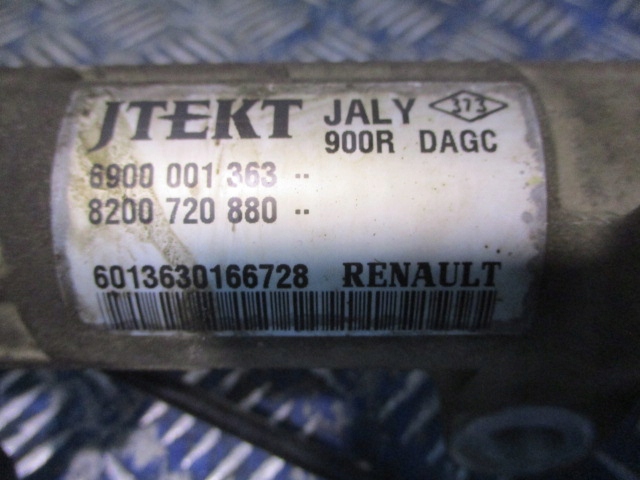 JTEKT JALY 373
900R DAGC
6900 001 363 --
8200 720 880 --
6013630166728 RENAULT